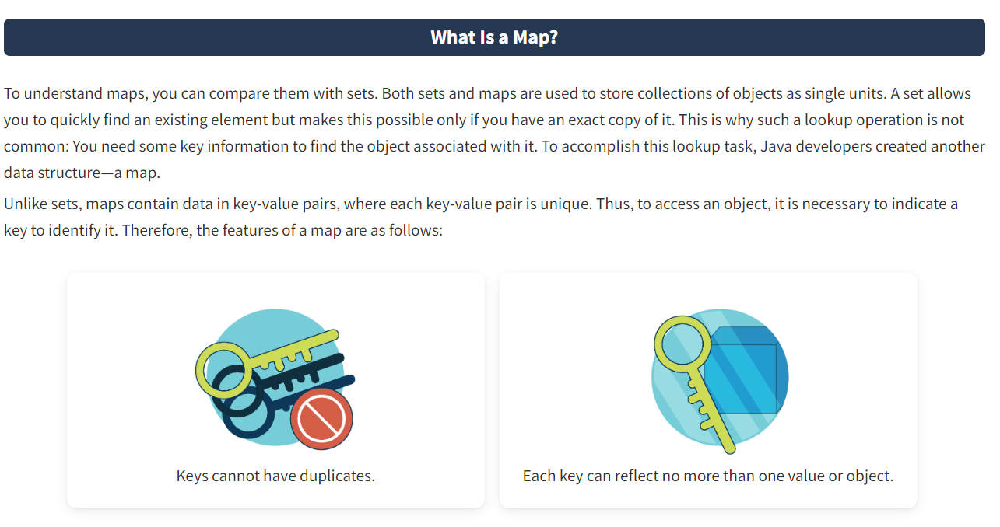 What Is a Map?
To understand maps, you can compare them with sets. Both sets and maps are used to store collections of objects as single units. A set allows
you to quickly find an existing element but makes this possible only if you have an exact copy of it. This is why such a lookup operation is not
common: You need some key information to find the object associated with it. To accomplish this lookup task, Java developers created another
data structure—a map.
Unlike sets, maps contain data in key-value pairs, where each key-value pair is unique. Thus, to access an object, it is necessary to indicate a
key to identify it. Therefore, the features of a map are as follows:
Keys cannot have duplicates.
Each key can reflect no more than one value or object.